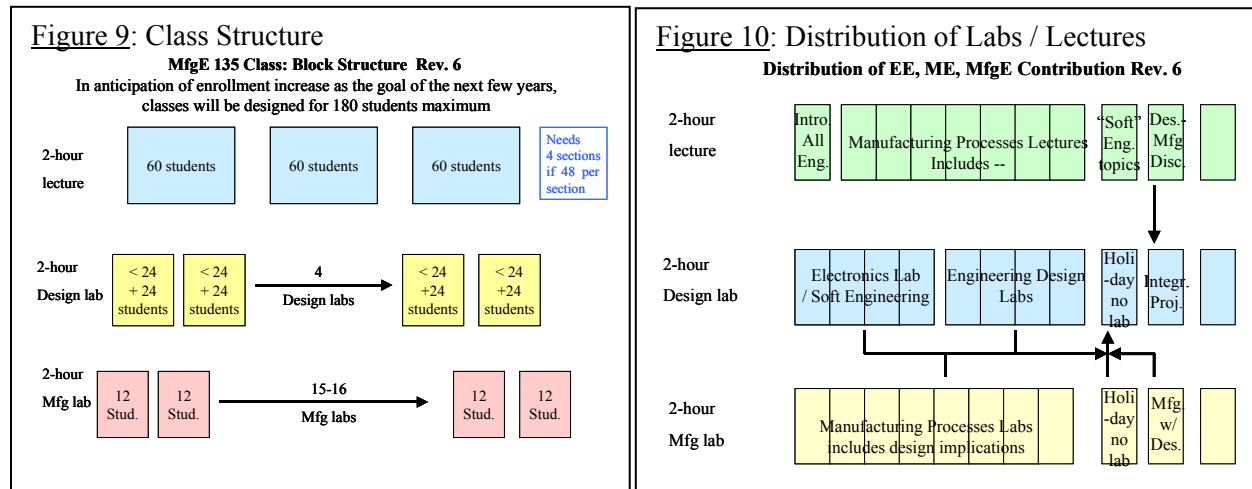 Figure 9: Class Structure
MfgE 135 Class: Block Structure Rev. 6
In anticipation of enrollment increase as the goal of the next few years,
classes will be designed for 180 students maximum
2-hour
lecture
60 students
60 students
60 students
Needs
4 sections
if 48 per
section
2-hour
Design lab
< 24
+ 24
students
< 24
+ 24
students
4
Design labs
< 24
+24
students
< 24
+24
students
2-hour
Mfg lab
12
Stud.
12
Stud.
15-16
Mfg labs
12
Stud.
12
Stud.
Figure 10: Distribution of Labs / Lectures
Distribution of EE, ME, MfgE Contribution Rev. 6
2-hour
lecture
Intro.
All
Eng.
Manufacturing Processes Lectures
Includes --
“Soft”
Eng.
topics
Des.-
Mfg
Disc.
2-hour
Design lab
Electronics Lab
/ Soft Engineering
Engineering Design
Labs
Holi
-day
no
lab
Integr.
Proj.
2-hour
Mfg lab
Manufacturing Processes Labs
includes design implications
Holi
-day
no
lab
Mfg.
w/
Des.